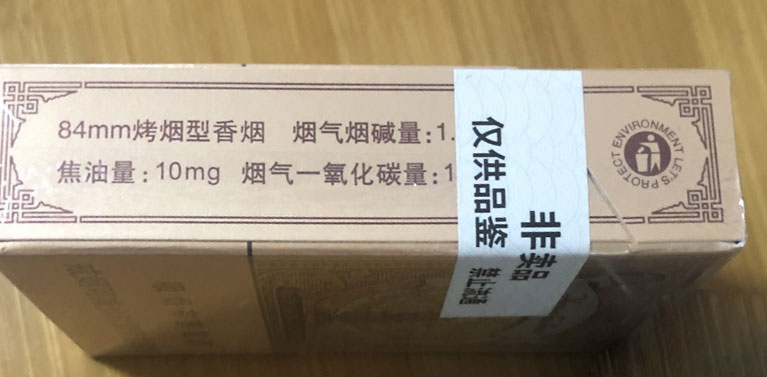 84mm烤烟型香烟 烟气烟碱量:1.
焦油量:10mg 烟气一氧化碳量:1
仅供品鉴
非卖品
禁止流通
LET'S PROTECT ENVIRONMENT